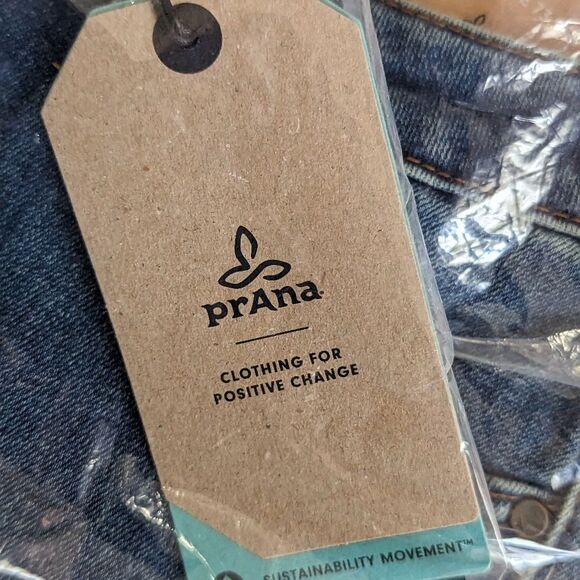 prAna
CLOTHING FOR
POSITIVE CHANGE
SUSTAINABILITY MOVEMENT™